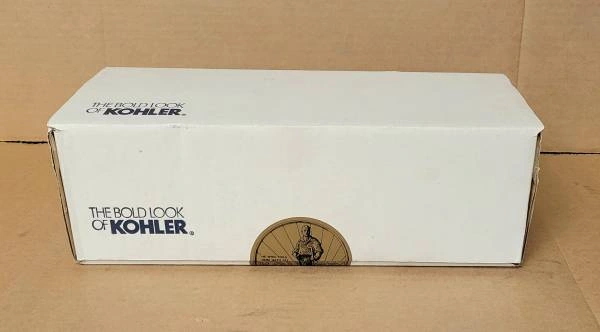 THE BOLD LOOK
OF KOHLER®
THE BOLD LOOK
OF KOHLER®